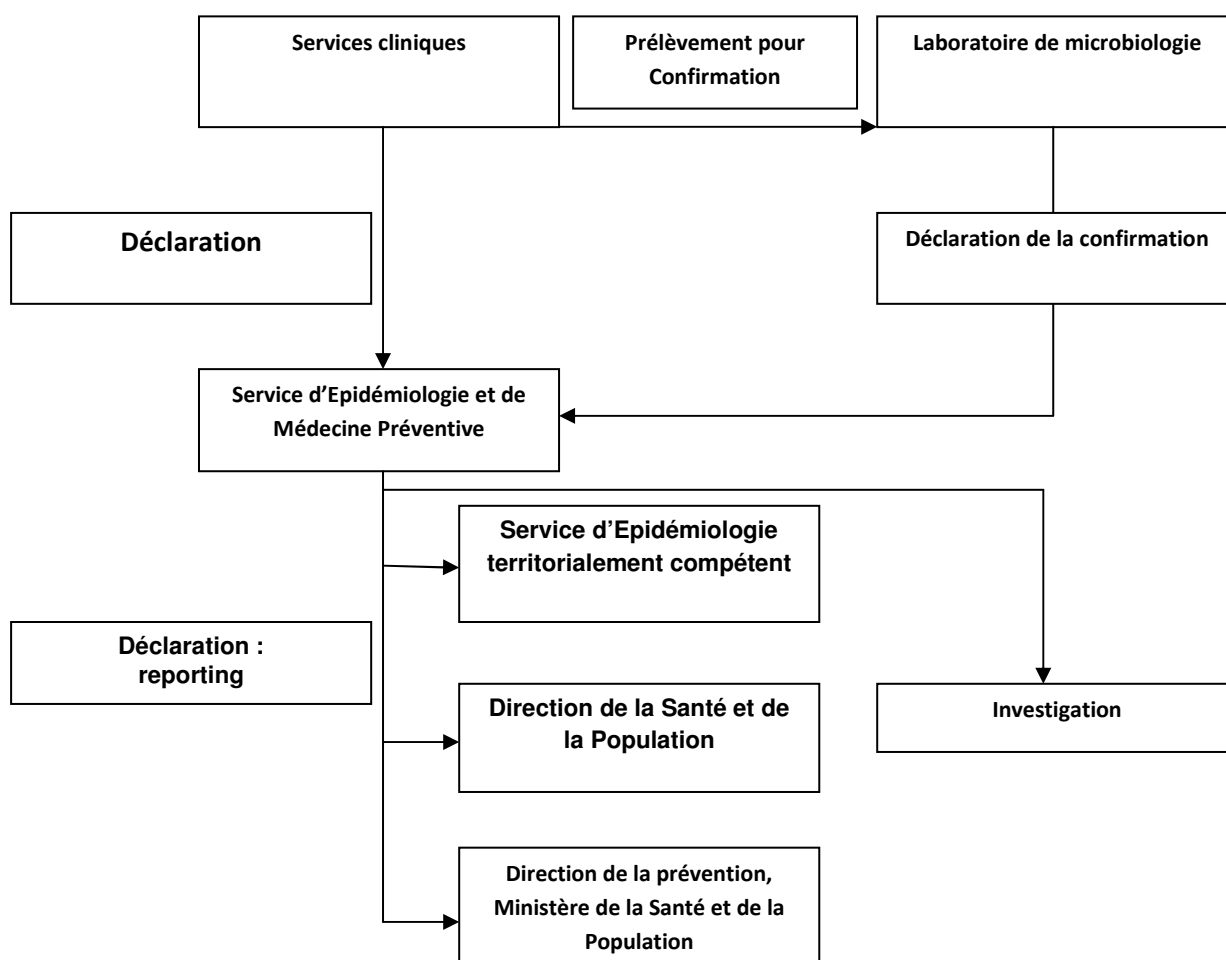 Services cliniques
Prélèvement pour
Confirmation
Laboratoire de microbiologie
Déclaration
Déclaration de la confirmation
Service d’Epidémiologie et de
Médecine Préventive
Service d’Epidémiologie
territorialement compétent
Déclaration :
reporting
Direction de la Santé et de
la Population
Investigation
Direction de la prévention,
Ministère de la Santé et de la
Population